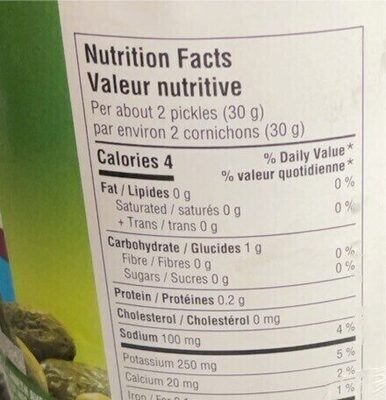 Nutrition Facts
Valeur nutritive
Per about 2 pickles (30 g)
par environ 2 cornichons (30 g)
Calories 4
% Daily Value*
% valeur quotidienne*
Fat / Lipides 0 g 0 %
Saturated / saturés 0 g 0 %
+ Trans / trans 0 g
Carbohydrate / Glucides 1 g
Fibre / Fibres 0 g 0 %
Sugars / Sucres 0 g 0 %
Protein / Protéines 0.2 g
Cholesterol / Cholestérol 0 mg
Sodium 100 mg 4 %
Potassium 250 mg 5 %
Calcium 20 mg 2 %
Iron / Fer 1 %